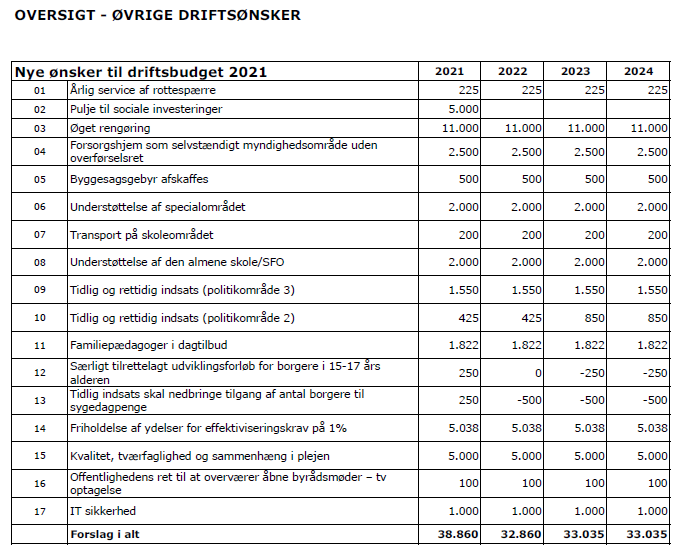 OVERSIGT - ØVRIGE DRIFTSØNSKER
Nye ønsker til driftsbudget 2021 2021 2022 2023 2024
01 Årlig service af rottespærre 225 225 225 225
02 Pulje til sociale investeringer 5.000
03 Øget rengøring 11.000 11.000 11.000 11.000
04 Forsorgshjem som selvstændigt myndighedsområde uden
overførselsret 2.500 2.500 2.500 2.500
05 Byggesagsgebyr afskaffes 500 500 500 500
06 Understøttelse af specialområdet 2.000 2.000 2.000 2.000
07 Transport på skoleområdet 200 200 200 200
08 Understøttelse af den almene skole/SFO 2.000 2.000 2.000 2.000
09 Tidlig og rettidig indsats (politikområde 3) 1.550 1.550 1.550 1.550
10 Tidlig og rettidig indsats (politikområde 2) 425 425 850 850
11 Familiepædagoger i dagtilbud 1.822 1.822 1.822 1.822
12 Særligt tilrettelagt udviklingsforløb for borgere i 15-17 års
alderen 250 0 -250 -250
13 Tidlig indsats skal nedbringe tilgang af antal borgere til
sygedagpenge 250 -500 -500 -500
14 Friholdelse af ydelser for effektiviseringskrav på 1% 5.038 5.038 5.038 5.038
15 Kvalitet, tværfaglighed og sammenhæng i plejen 5.000 5.000 5.000 5.000
16 Offentlighedens ret til at overværer åbne byrådsmøder – tv
optagelse 100 100 100 100
17 IT sikkerhed 1.000 1.000 1.000 1.000
Forslag i alt 38.860 32.860 33.035 33.035